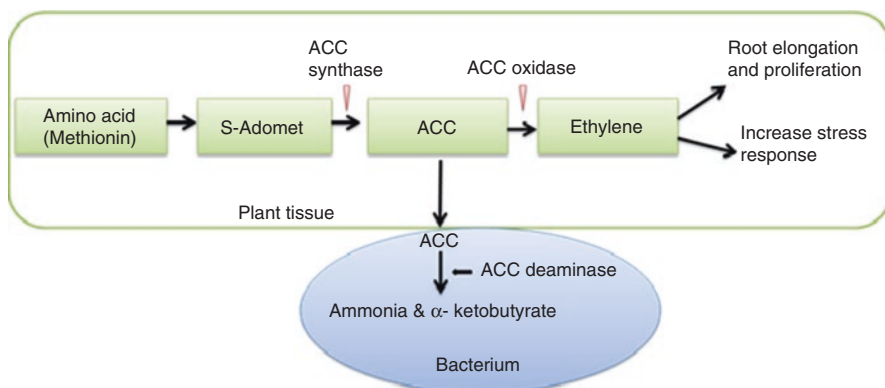 ACC
synthase
ACC oxidase
Root elongation
and proliferation
Amino acid
(Methionin)
S-Adomet
ACC
Ethylene
Increase stress
response
Plant tissue
ACC
ACC deaminase
Ammonia & α- ketobutyrate
Bacterium